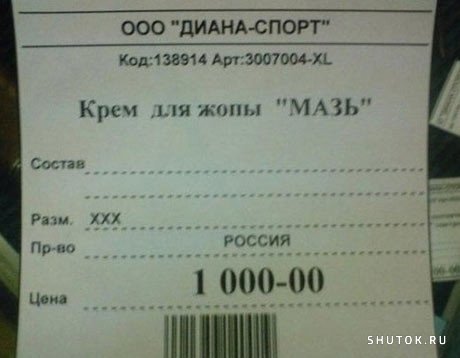 ООО "ДИАНА-СПОРТ"
Код:138914 Арт:3007004-XL
Крем для жопы "МАЗЬ"
Состав
Разм. XXX
Пр-во РОССИЯ
Цена 1 000-00
SHUTOK.RU